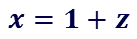 x = 1 + z